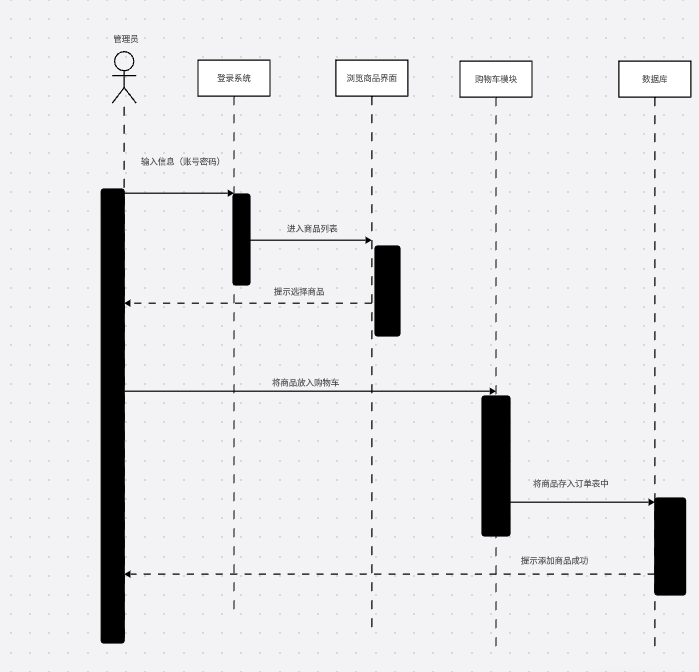 管理员
登录系统
浏览商品界面
购物车模块
数据库
输入信息（账号密码）
进入商品列表
提示选择商品
将商品放入购物车
将商品存入订单表中
提示添加商品成功